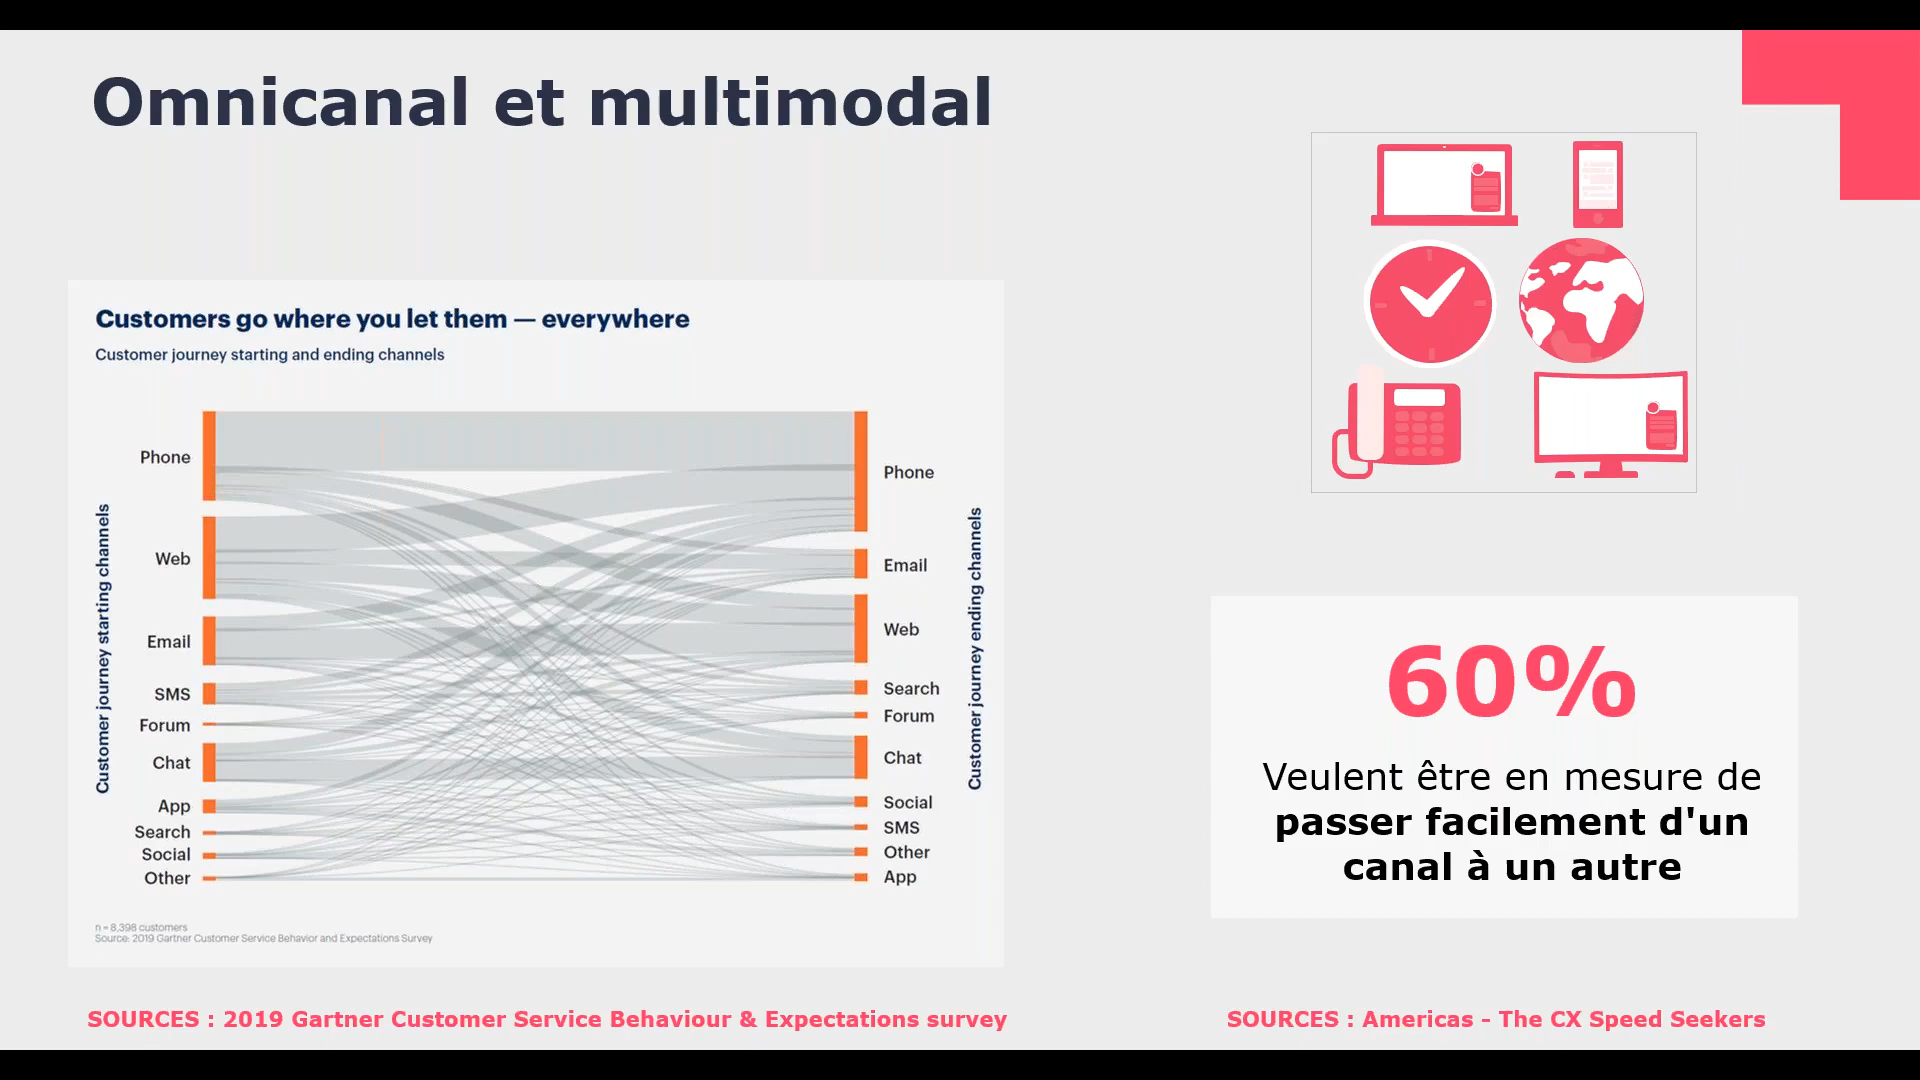 Omnicanal et multimodal
Customers go where you let them — everywhere
Customer journey starting and ending channels
Customer journey starting channels
Phone
Web
Email
SMS
Forum
Chat
App
Search
Social
Other
Phone
Email
Web
Search
Forum
Chat
Social
SMS
Other
App
Customer journey ending channels
n = 8,398 customers
Source: 2019 Gartner Customer Service Behavior and Expectations Survey
60%
Veulent être en mesure de
passer facilement d'un
canal à un autre
SOURCES : 2019 Gartner Customer Service Behaviour & Expectations survey
SOURCES : Americas - The CX Speed Seekers